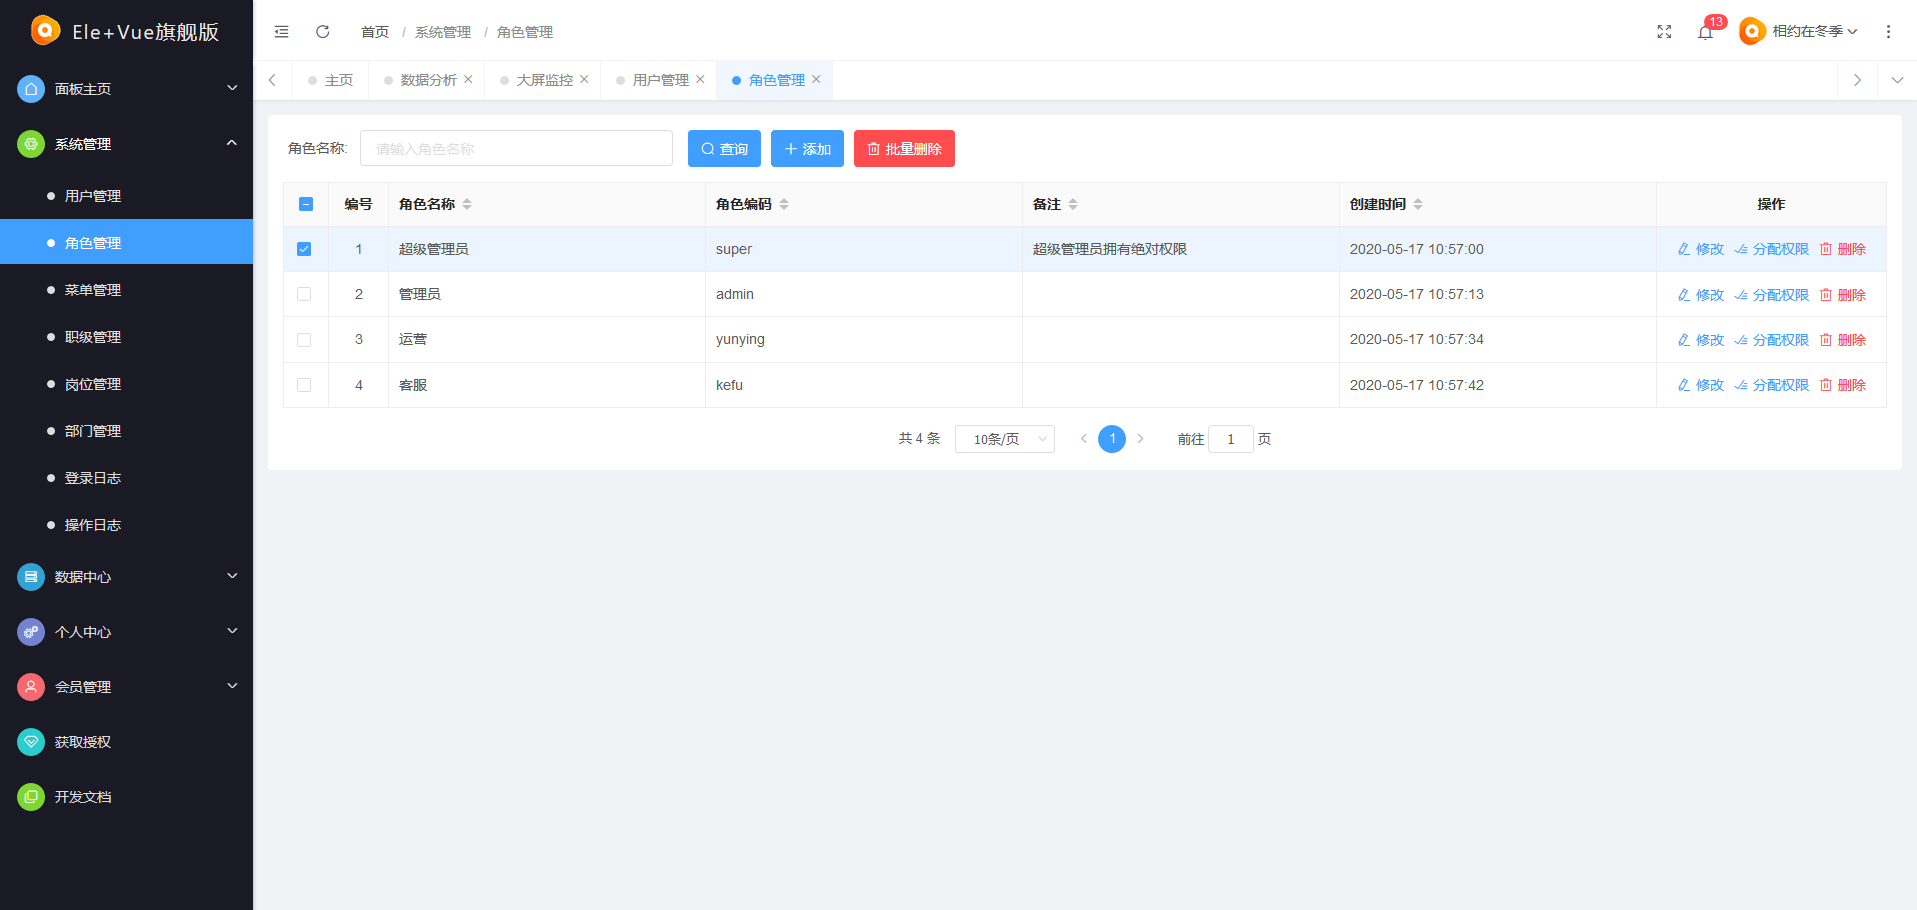 Ele+Vue旗舰版
面板主页
系统管理
用户管理
角色管理
菜单管理
职级管理
岗位管理
部门管理
登录日志
操作日志
数据中心
个人中心
会员管理
获取授权
开发文档
首页 / 系统管理 / 角色管理
13
相约在冬季
主页 数据分析 大屏监控 用户管理 角色管理
角色名称: 请输入角色名称 查询 添加 批量删除
编号 角色名称 角色编码 备注 创建时间 操作
1 超级管理员 super 超级管理员拥有绝对权限 2020-05-17 10:57:00 修改 分配权限 删除
2 管理员 admin 2020-05-17 10:57:13 修改 分配权限 删除
3 运营 yunying 2020-05-17 10:57:34 修改 分配权限 删除
4 客服 kefu 2020-05-17 10:57:42 修改 分配权限 删除
共 4 条 10条/页 1 前往 1 页